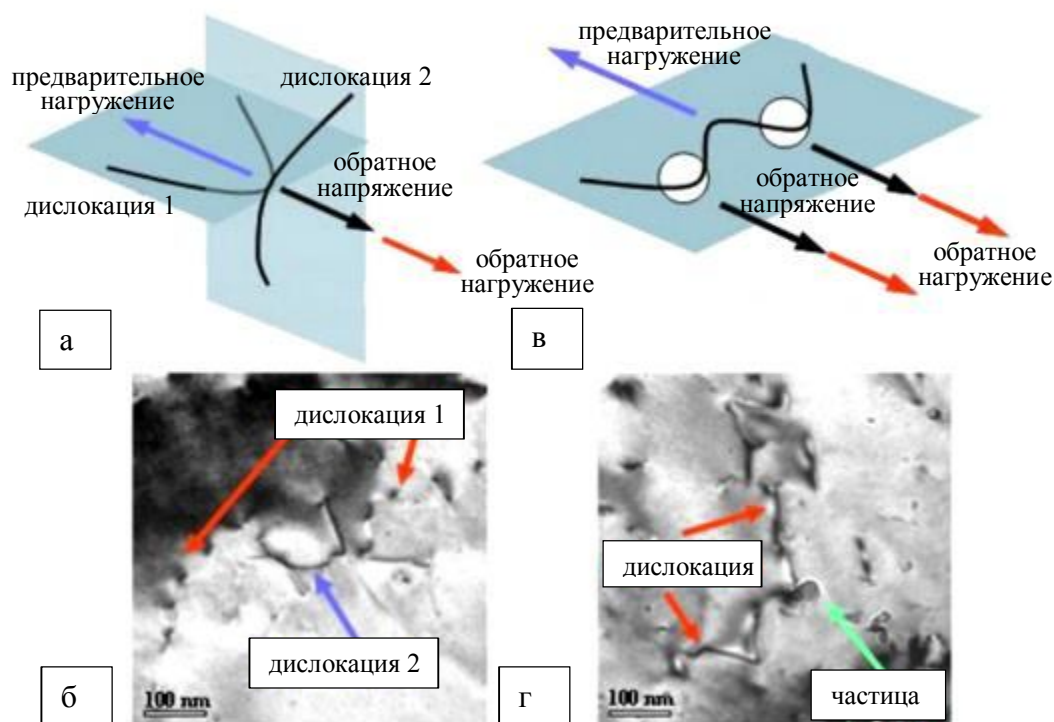 предварительное
нагружение
дислокация 2
дислокация 1
обратное
напряжение
обратное
нагружение
а
предварительное
нагружение
обратное
напряжение
обратное
нагружение
в
дислокация 1
дислокация 2
б
100 nm
дислокация
частица
г
100 nm